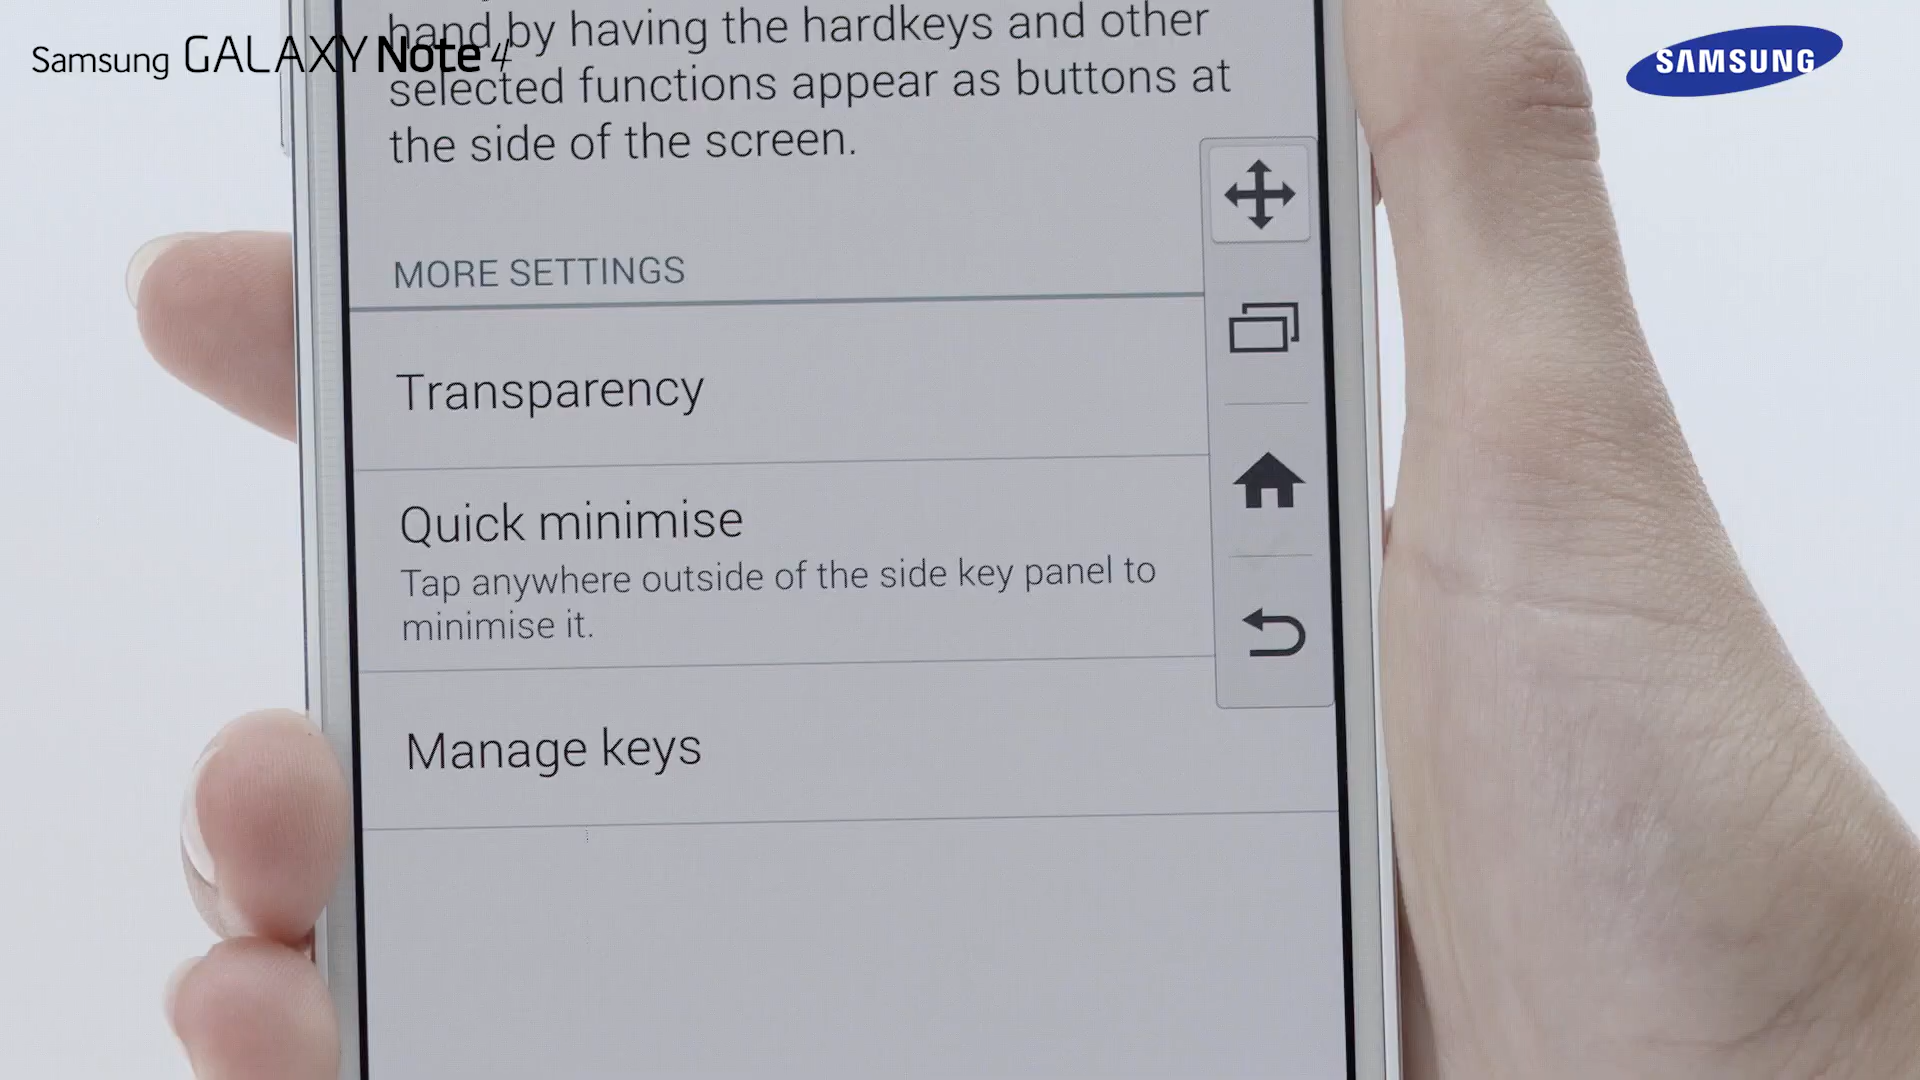 Samsung GALAXY Note 4
SAMSUNG
hand by having the hardkeys and other
selected functions appear as buttons at
the side of the screen.
MORE SETTINGS
Transparency
Quick minimise
Tap anywhere outside of the side key panel to
minimise it.
Manage keys